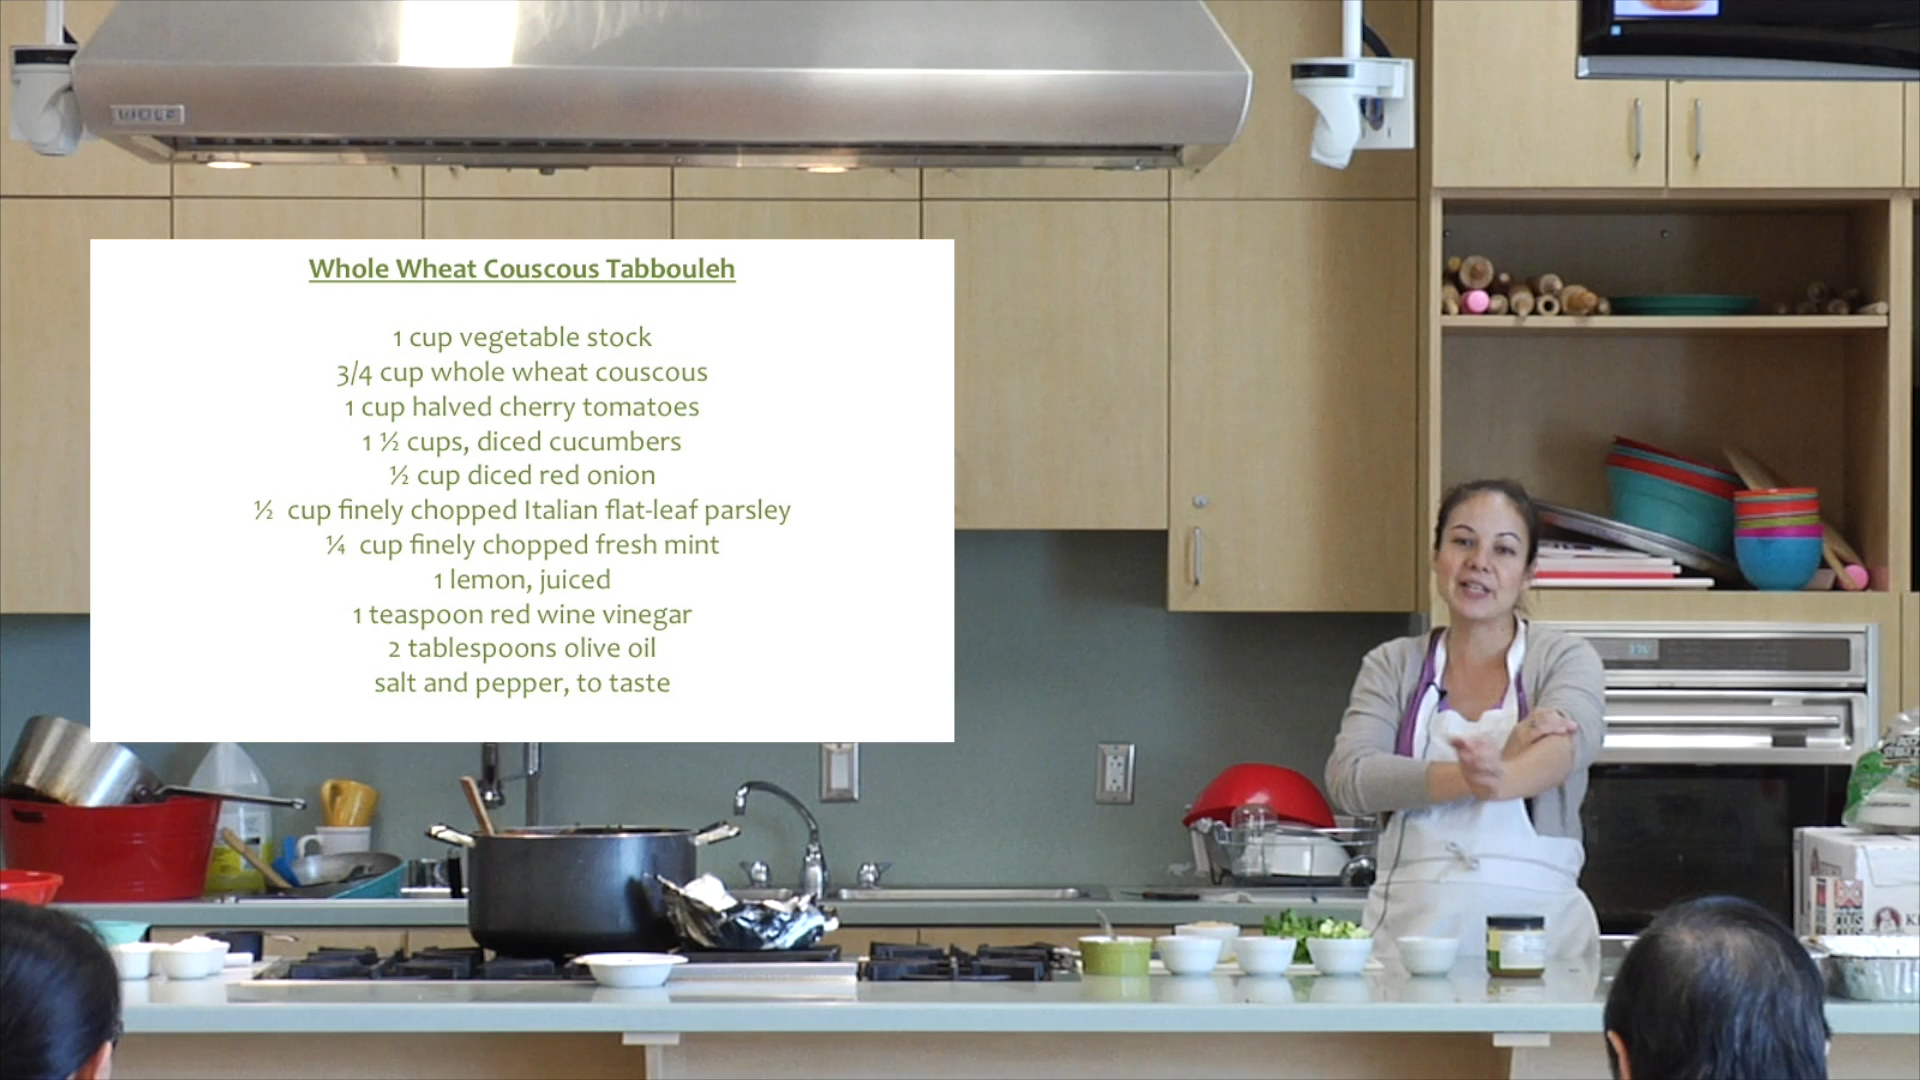 WOLF
Whole Wheat Couscous Tabbouleh
1 cup vegetable stock
3/4 cup whole wheat couscous
1 cup halved cherry tomatoes
1 ½ cups, diced cucumbers
½ cup diced red onion
½ cup finely chopped Italian flat-leaf parsley
¼ cup finely chopped fresh mint
1 lemon, juiced
1 teaspoon red wine vinegar
2 tablespoons olive oil
salt and pepper, to taste